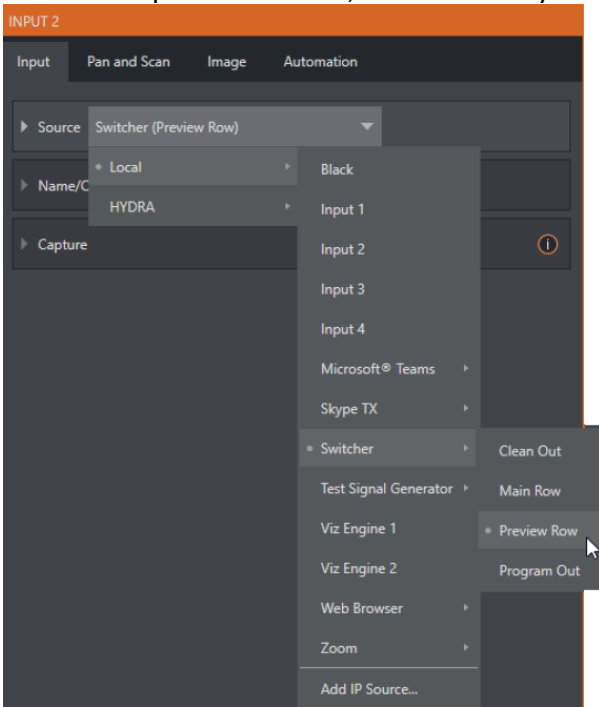 INPUT 2
Input Pan and Scan Image Automation
Source Switcher (Preview Row)
Local
Name/C
HYDRA
Capture
Black
Input 1
Input 2
Input 3
Input 4
Microsoft® Teams
Skype TX
Switcher
Test Signal Generator
Viz Engine 1
Viz Engine 2
Web Browser
Zoom
Add IP Source...
Clean Out
Main Row
Preview Row
Program Out